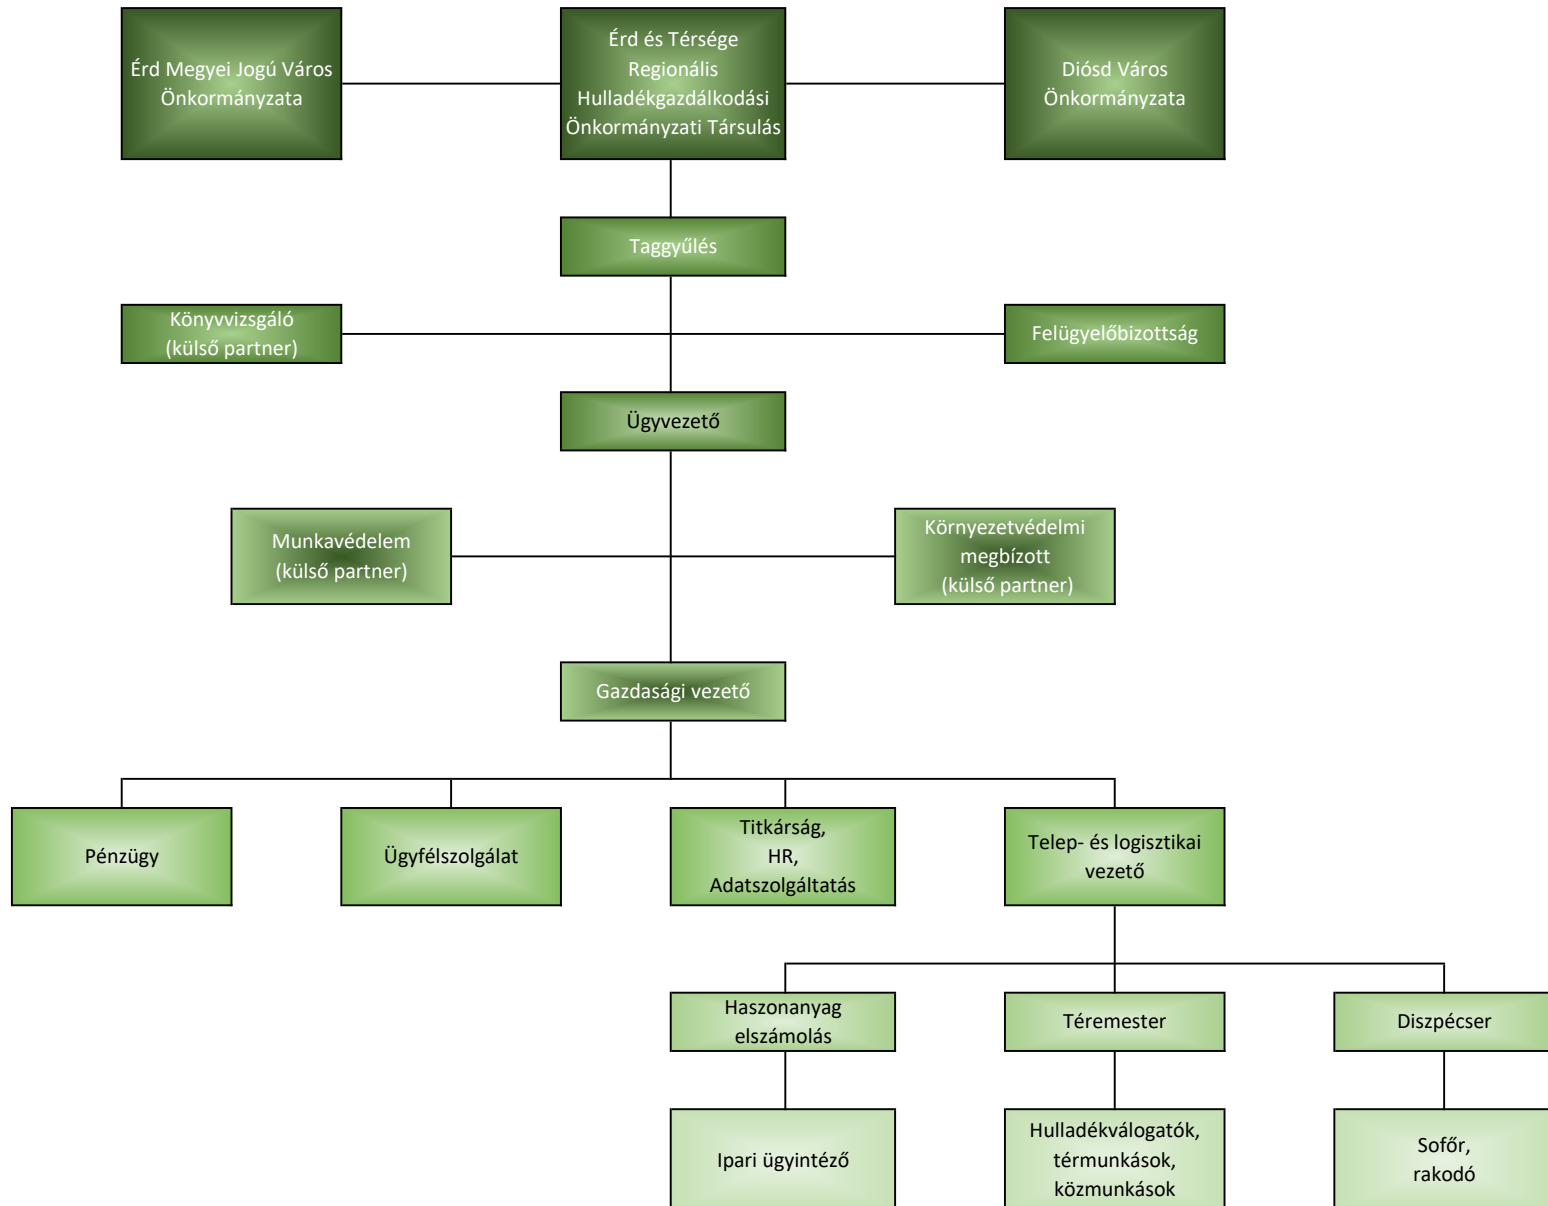 Érd Megyei Jogú Város
Önkormányzata
Érd és Térsége
Regionális
Hulladékgazdálkodási
Önkormányzati Társulás
Diósd Város
Önkormányzata
Taggyűlés
Könyvvizsgáló
(külső partner)
Felügyelőbizottság
Ügyvezető
Munkavédelem
(külső partner)
Környezetvédelmi
megbízott
(külső partner)
Gazdasági vezető
Pénzügy
Ügyfélszolgálat
Titkárság,
HR,
Adatszolgáltatás
Telep- és logisztikai
vezető
Haszonanyag
elszámolás
Téremester
Diszpécser
Ipari ügyintéző
Hulladékválogatók,
térmunkások,
közmunkások
Sofőr,
rakodó